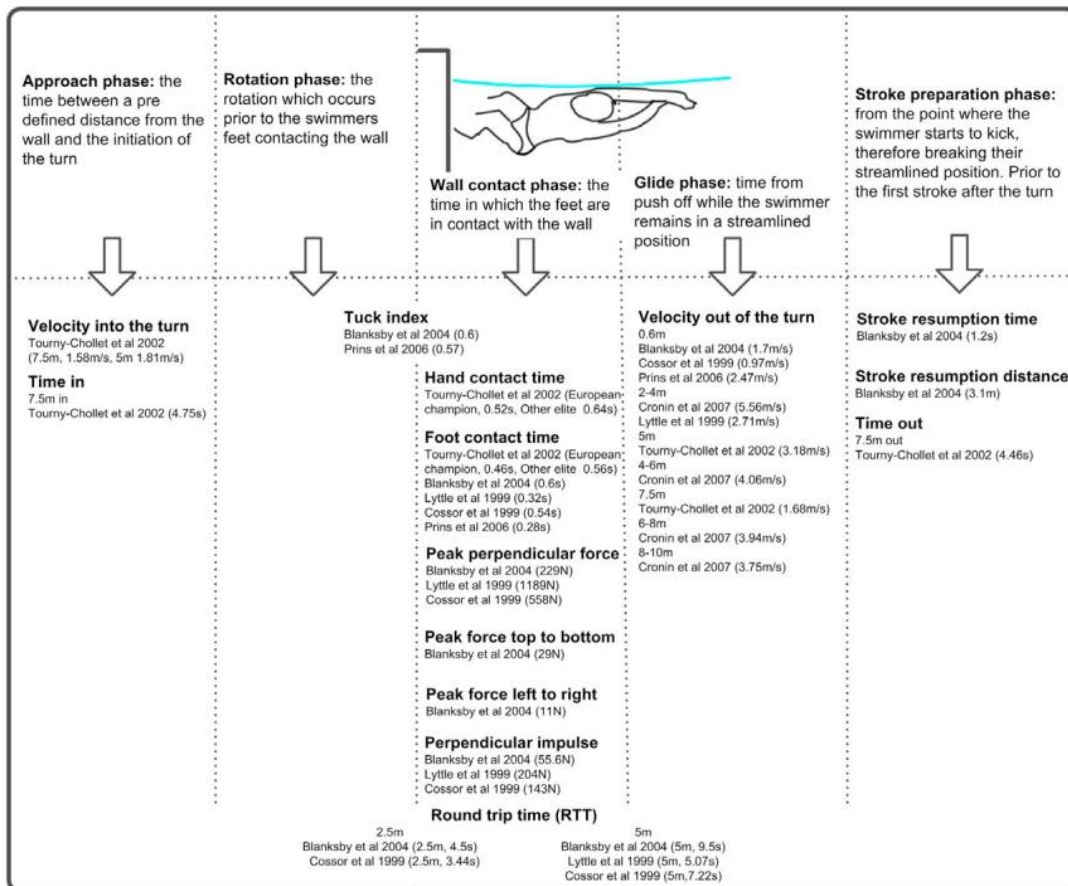 Approach phase: the
time between a pre
defined distance from the
wall and the initiation of
the turn
Rotation phase: the
rotation which occurs
prior to the swimmers
feet contacting the wall
Wall contact phase: the
time in which the feet are
in contact with the wall
Glide phase: time from
push off while the swimmer
remains in a streamlined
position
Stroke preparation phase:
from the point where the
swimmer starts to kick,
therefore breaking their
streamlined position. Prior to
the first stroke after the turn
Velocity into the turn
Tourny-Chollet et al 2002
(7.5m, 1.58m/s, 5m 1.81m/s)
Time in
7.5m in
Tourny-Chollet et al 2002 (4.75s)
Tuck index
Blanksby et al 2004 (0.6)
Prins et al 2006 (0.57)
Hand contact time
Tourny-Chollet et al 2002 (European
champion, 0.52s, Other elite 0.64s)
Foot contact time
Tourny-Chollet et al 2002 (European
champion, 0.46s, Other elite 0.56s)
Blanksby et al 2004 (0.6s)
Lyttle et al 1999 (0.32s)
Cossor et al 1999 (0.54s)
Prins et al 2006 (0.28s)
Peak perpendicular force
Blanksby et al 2004 (229N)
Lyttle et al 1999 (1189N)
Cossor et al 1999 (558N)
Peak force top to bottom
Blanksby et al 2004 (29N)
Peak force left to right
Blanksby et al 2004 (11N)
Perpendicular impulse
Blanksby et al 2004 (55.6N)
Lyttle et al 1999 (204N)
Cossor et al 1999 (143N)
Velocity out of the turn
0.6m
Blanksby et al 2004 (1.7m/s)
Cossor et al 1999 (0.97m/s)
Prins et al 2006 (2.47m/s)
2-4m
Cronin et al 2007 (5.56m/s)
Lyttle et al 1999 (2.71m/s)
5m
Tourny-Chollet et al 2002 (3.18m/s)
4-6m
Cronin et al 2007 (4.06m/s)
7.5m
Tourny-Chollet et al 2002 (1.68m/s)
6-8m
Cronin et al 2007 (3.94m/s)
8-10m
Cronin et al 2007 (3.75m/s)
Stroke resumption time
Blanksby et al 2004 (1.2s)
Stroke resumption distance
Blanksby et al 2004 (3.1m)
Time out
7.5m out
Tourny-Chollet et al 2002 (4.46s)
Round trip time (RTT)
2.5m
Blanksby et al 2004 (2.5m, 4.5s)
Cossor et al 1999 (2.5m, 3.44s)
5m
Blanksby et al 2004 (5m, 9.5s)
Lyttle et al 1999 (5m, 5.07s)
Cossor et al 1999 (5m,7.22s)